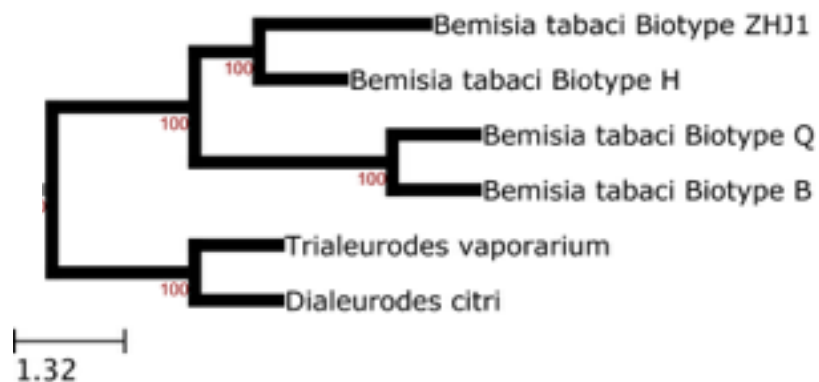 Bemisia tabaci Biotype ZHJ1
100
Bemisia tabaci Biotype H
100
Bemisia tabaci Biotype Q
100
Bemisia tabaci Biotype B
Trialeurodes vaporarium
100
Dialeurodes citri
1.32